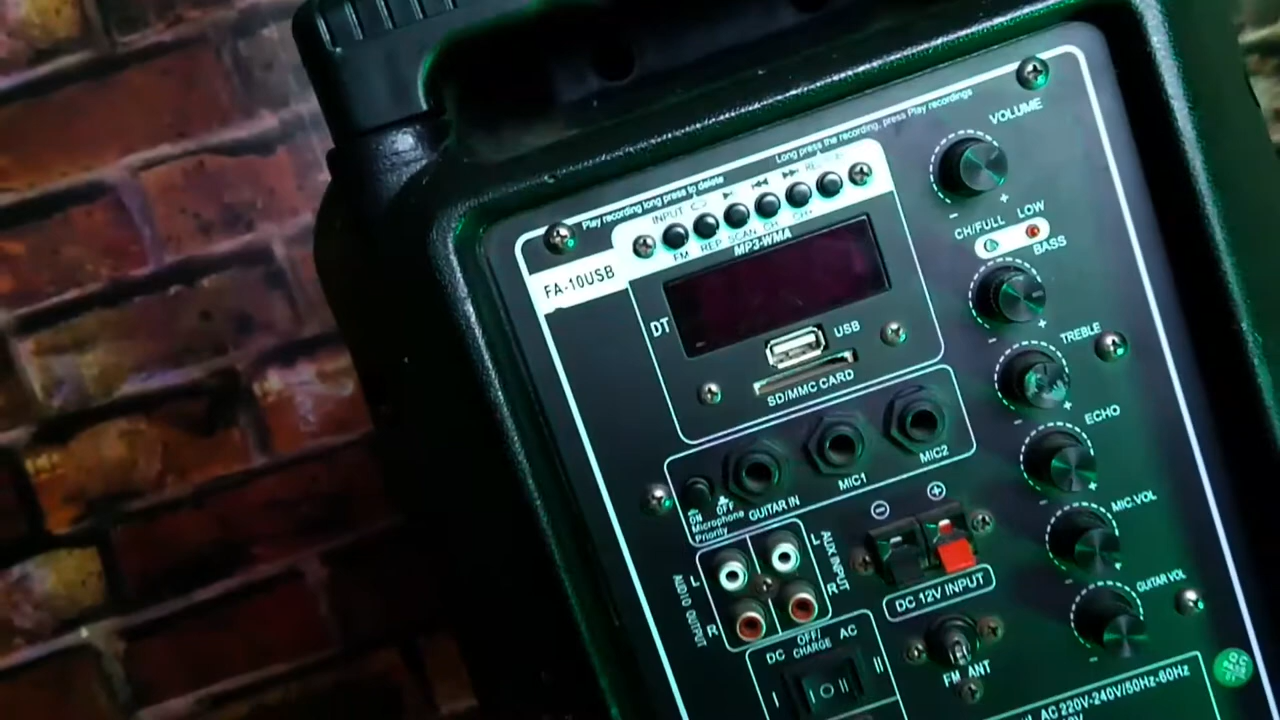 Long press the recording, press Play recordings
Play recording long press to delete
VOLUME
INPUT
FM REP SCAN CH- CH+
MP3-WMA
FA-10USB
DT
USB
SD/MMC CARD
CH/FULL LOW
BASS
TREBLE
ECHO
MIC.VOL
GUITAR VOL
ON OFF
Microphone
Priority
GUITAR IN
MIC1
MIC2
L
R
AUDIO OUTPUT
L
R
AUX INPUT
DC 12V INPUT
DC OFF/
CHARGE AC
I O II
FM ANT
AC 220V-240V/50Hz-60Hz